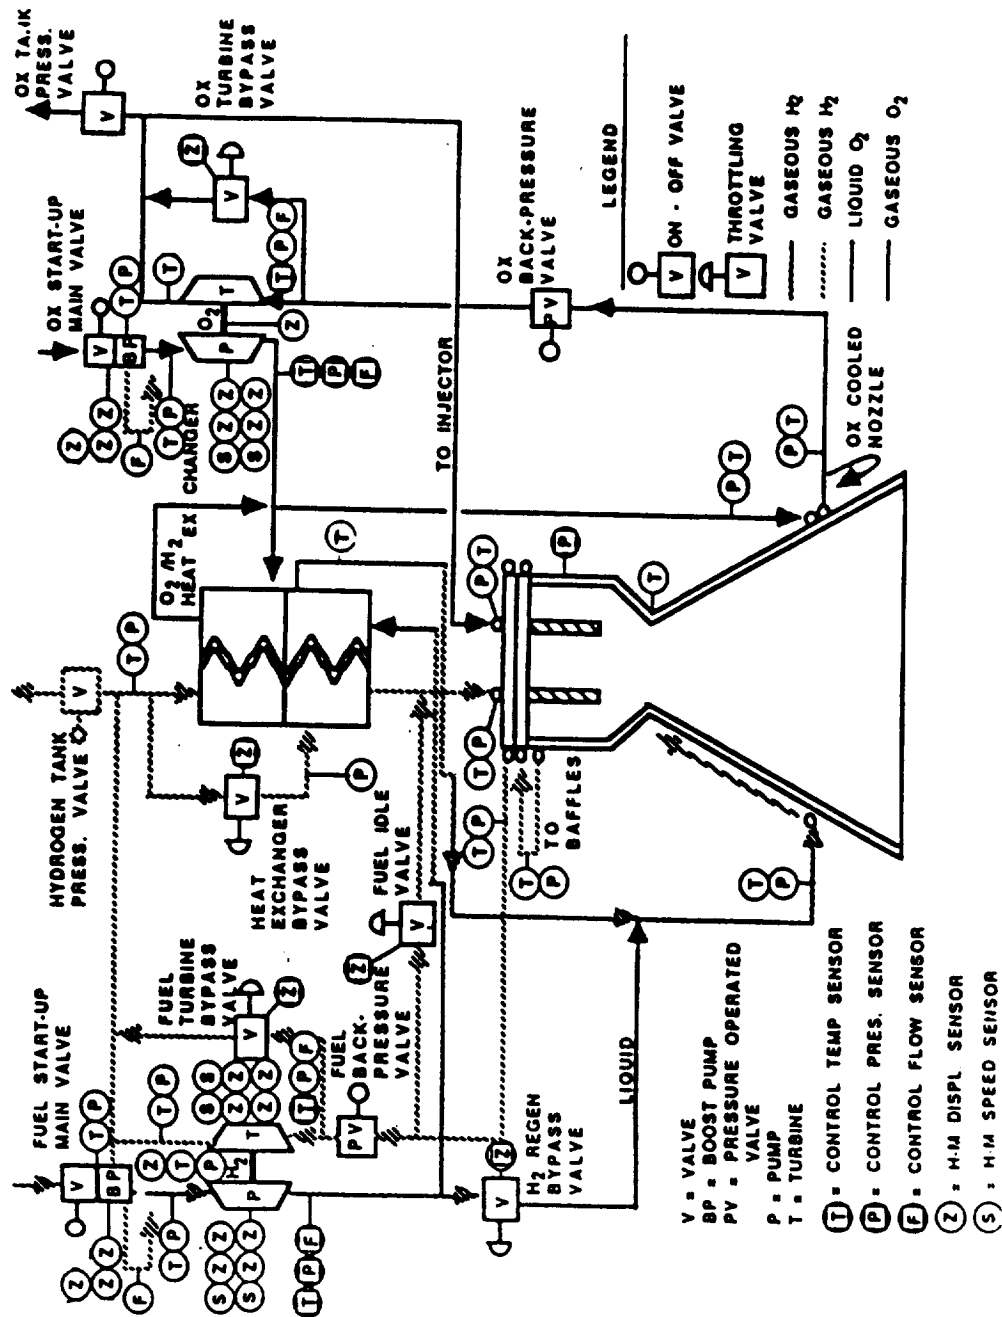 FUEL START-UP
MAIN VALVE
HYDROGEN TANK
PRESS. VALVE
OX START-UP
MAIN VALVE
OX TANK
PRESS.
VALVE
V
BP
Z
Z
Z
F
T
P
T
P
T
P
Z
T
P
H2
P
T
S
Z
Z
S
Z
Z
S
Z
Z
S
Z
Z
T
P
F
T
P
F
FUEL
TURBINE
BYPASS
VALVE
V
Z
FUEL
BACK-
PRESSURE
VALVE
PV
HEAT
EXCHANGER
BYPASS
VALVE
V
Z
P
FUEL IDLE
VALVE
V
Z
H2 REGEN
BYPASS
VALVE
V
Z
V
T
P
O2/H2
HEAT EXCHANGER
T
V
BP
Z
Z
Z
F
T
P
T
P
T
O2
P
T
Z
S
Z
Z
S
Z
Z
T
P
F
T
P
F
V
OX
TURBINE
BYPASS
VALVE
V
Z
OX
BACK-PRESSURE
VALVE
PV
TO INJECTOR
T
P
T
P
P
T
P
T
TO
BAFFLES
T
P
P
T
P
T
P
T
T
P
OX COOLED
NOZZLE
LIQUID
V = VALVE
BP = BOOST PUMP
PV = PRESSURE OPERATED
VALVE
P = PUMP
T = TURBINE
T = CONTROL TEMP SENSOR
P = CONTROL PRES. SENSOR
F = CONTROL FLOW SENSOR
Z = H-M DISPL SENSOR
S = H-M SPEED SENSOR
LEGEND
V ON-OFF VALVE
V THROTTLING
VALVE
GASEOUS H2
GASEOUS H2
LIQUID O2
GASEOUS O2